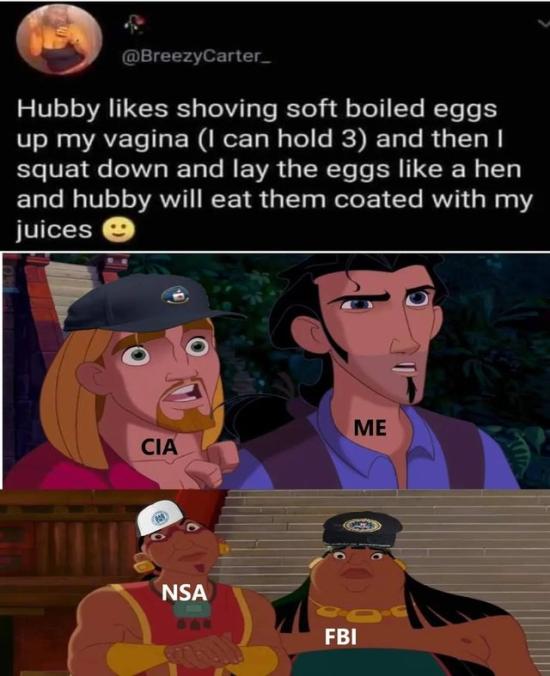 @BreezyCarter_
Hubby likes shoving soft boiled eggs
up my vagina (I can hold 3) and then I
squat down and lay the eggs like a hen
and hubby will eat them coated with my
juices 🙂
CIA
ME
NSA
FBI